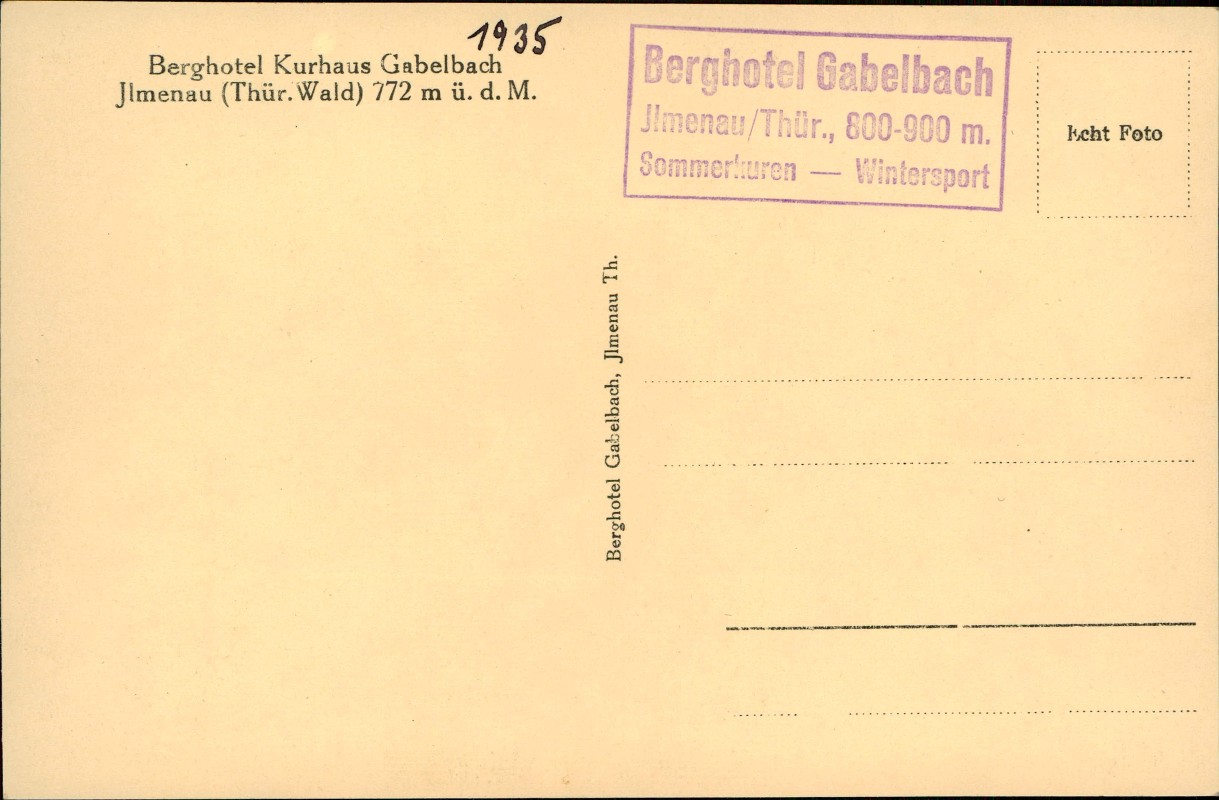 1935
Berghotel Kurhaus Gabelbach
Jlmenau (Thür. Wald) 772 m ü. d. M.
Berghotel Gabelbach
Jlmenau/Thür., 800-900 m.
Sommerkuren — Wintersport
Echt Foto
Berghotel Gabelbach, Jlmenau Th.